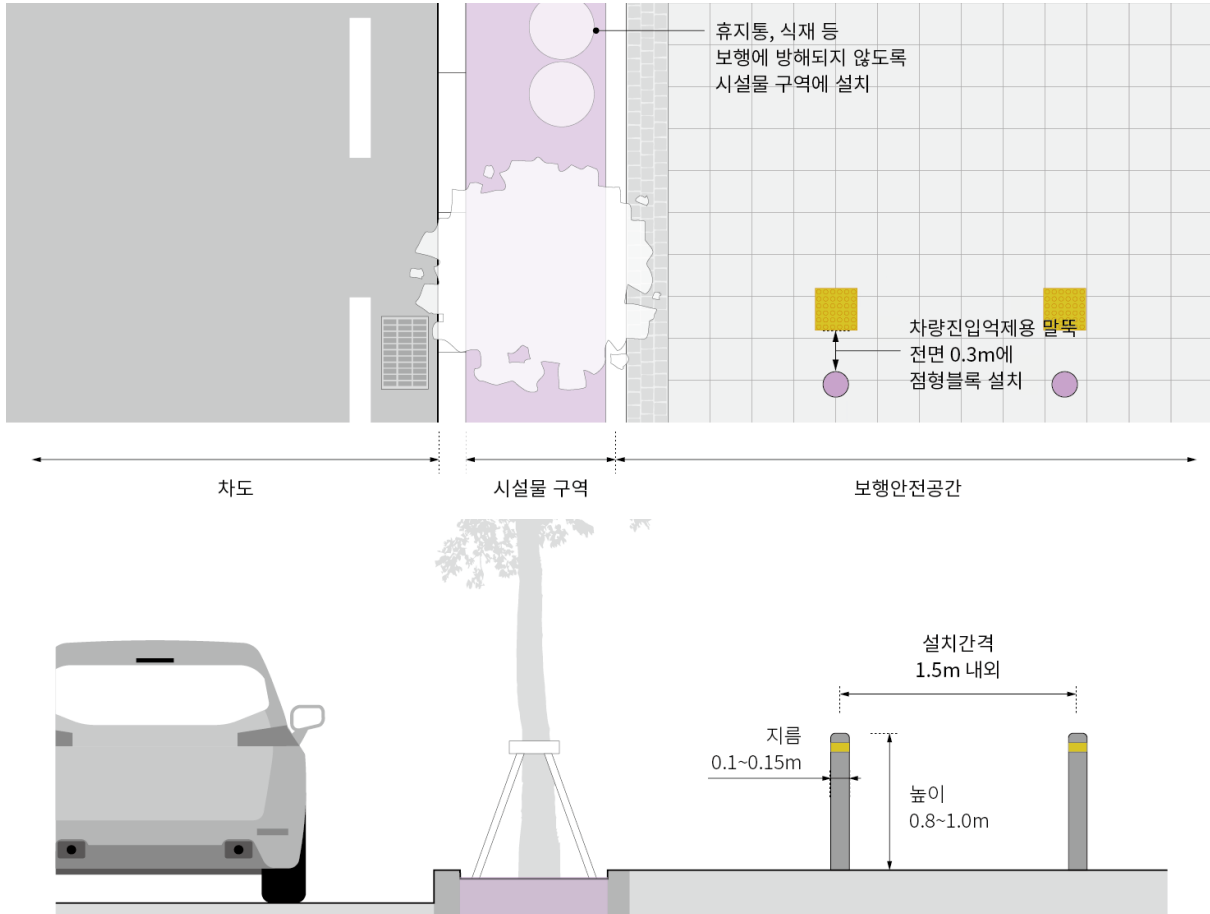 휴지통, 식재 등
보행에 방해되지 않도록
시설물 구역에 설치
차량진입억제용 말뚝
전면 0.3m에
점형블록 설치
차도
시설물 구역
보행안전공간
설치간격
1.5m 내외
지름
0.1~0.15m
높이
0.8~1.0m